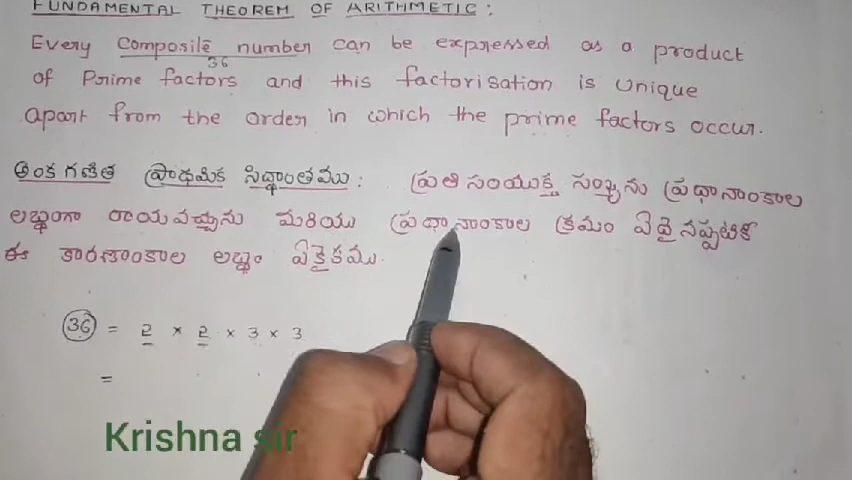 FUNDAMENTAL THEOREM OF ARITHMETIC :
Every Composite number can be expressed as a product
36
of Prime factors and this factorisation is unique
apart from the order in which the prime factors occur.
అంకగణిత ప్రాథమిక సిద్ధాంతము : ప్రతి సంయుక్త సంఖ్యను ప్రధానాంకాల
లబ్ధంగా రాయవచ్చును మరియు ప్రధానాంకాల క్రమం ఏదైనప్పటికీ
ఈ కారణాంకాల లబ్ధం ఏకైకము.
36 = 2 × 2 × 3 × 3
=
Krishna sir